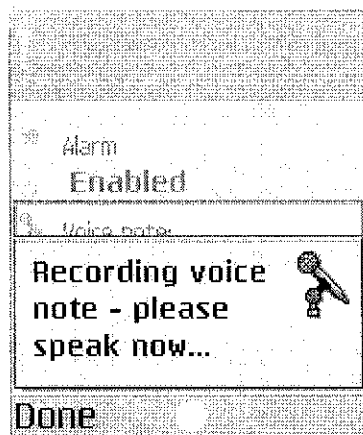 Alarm
Enabled
Voice note:
Recording voice
note - please
speak now...
Done